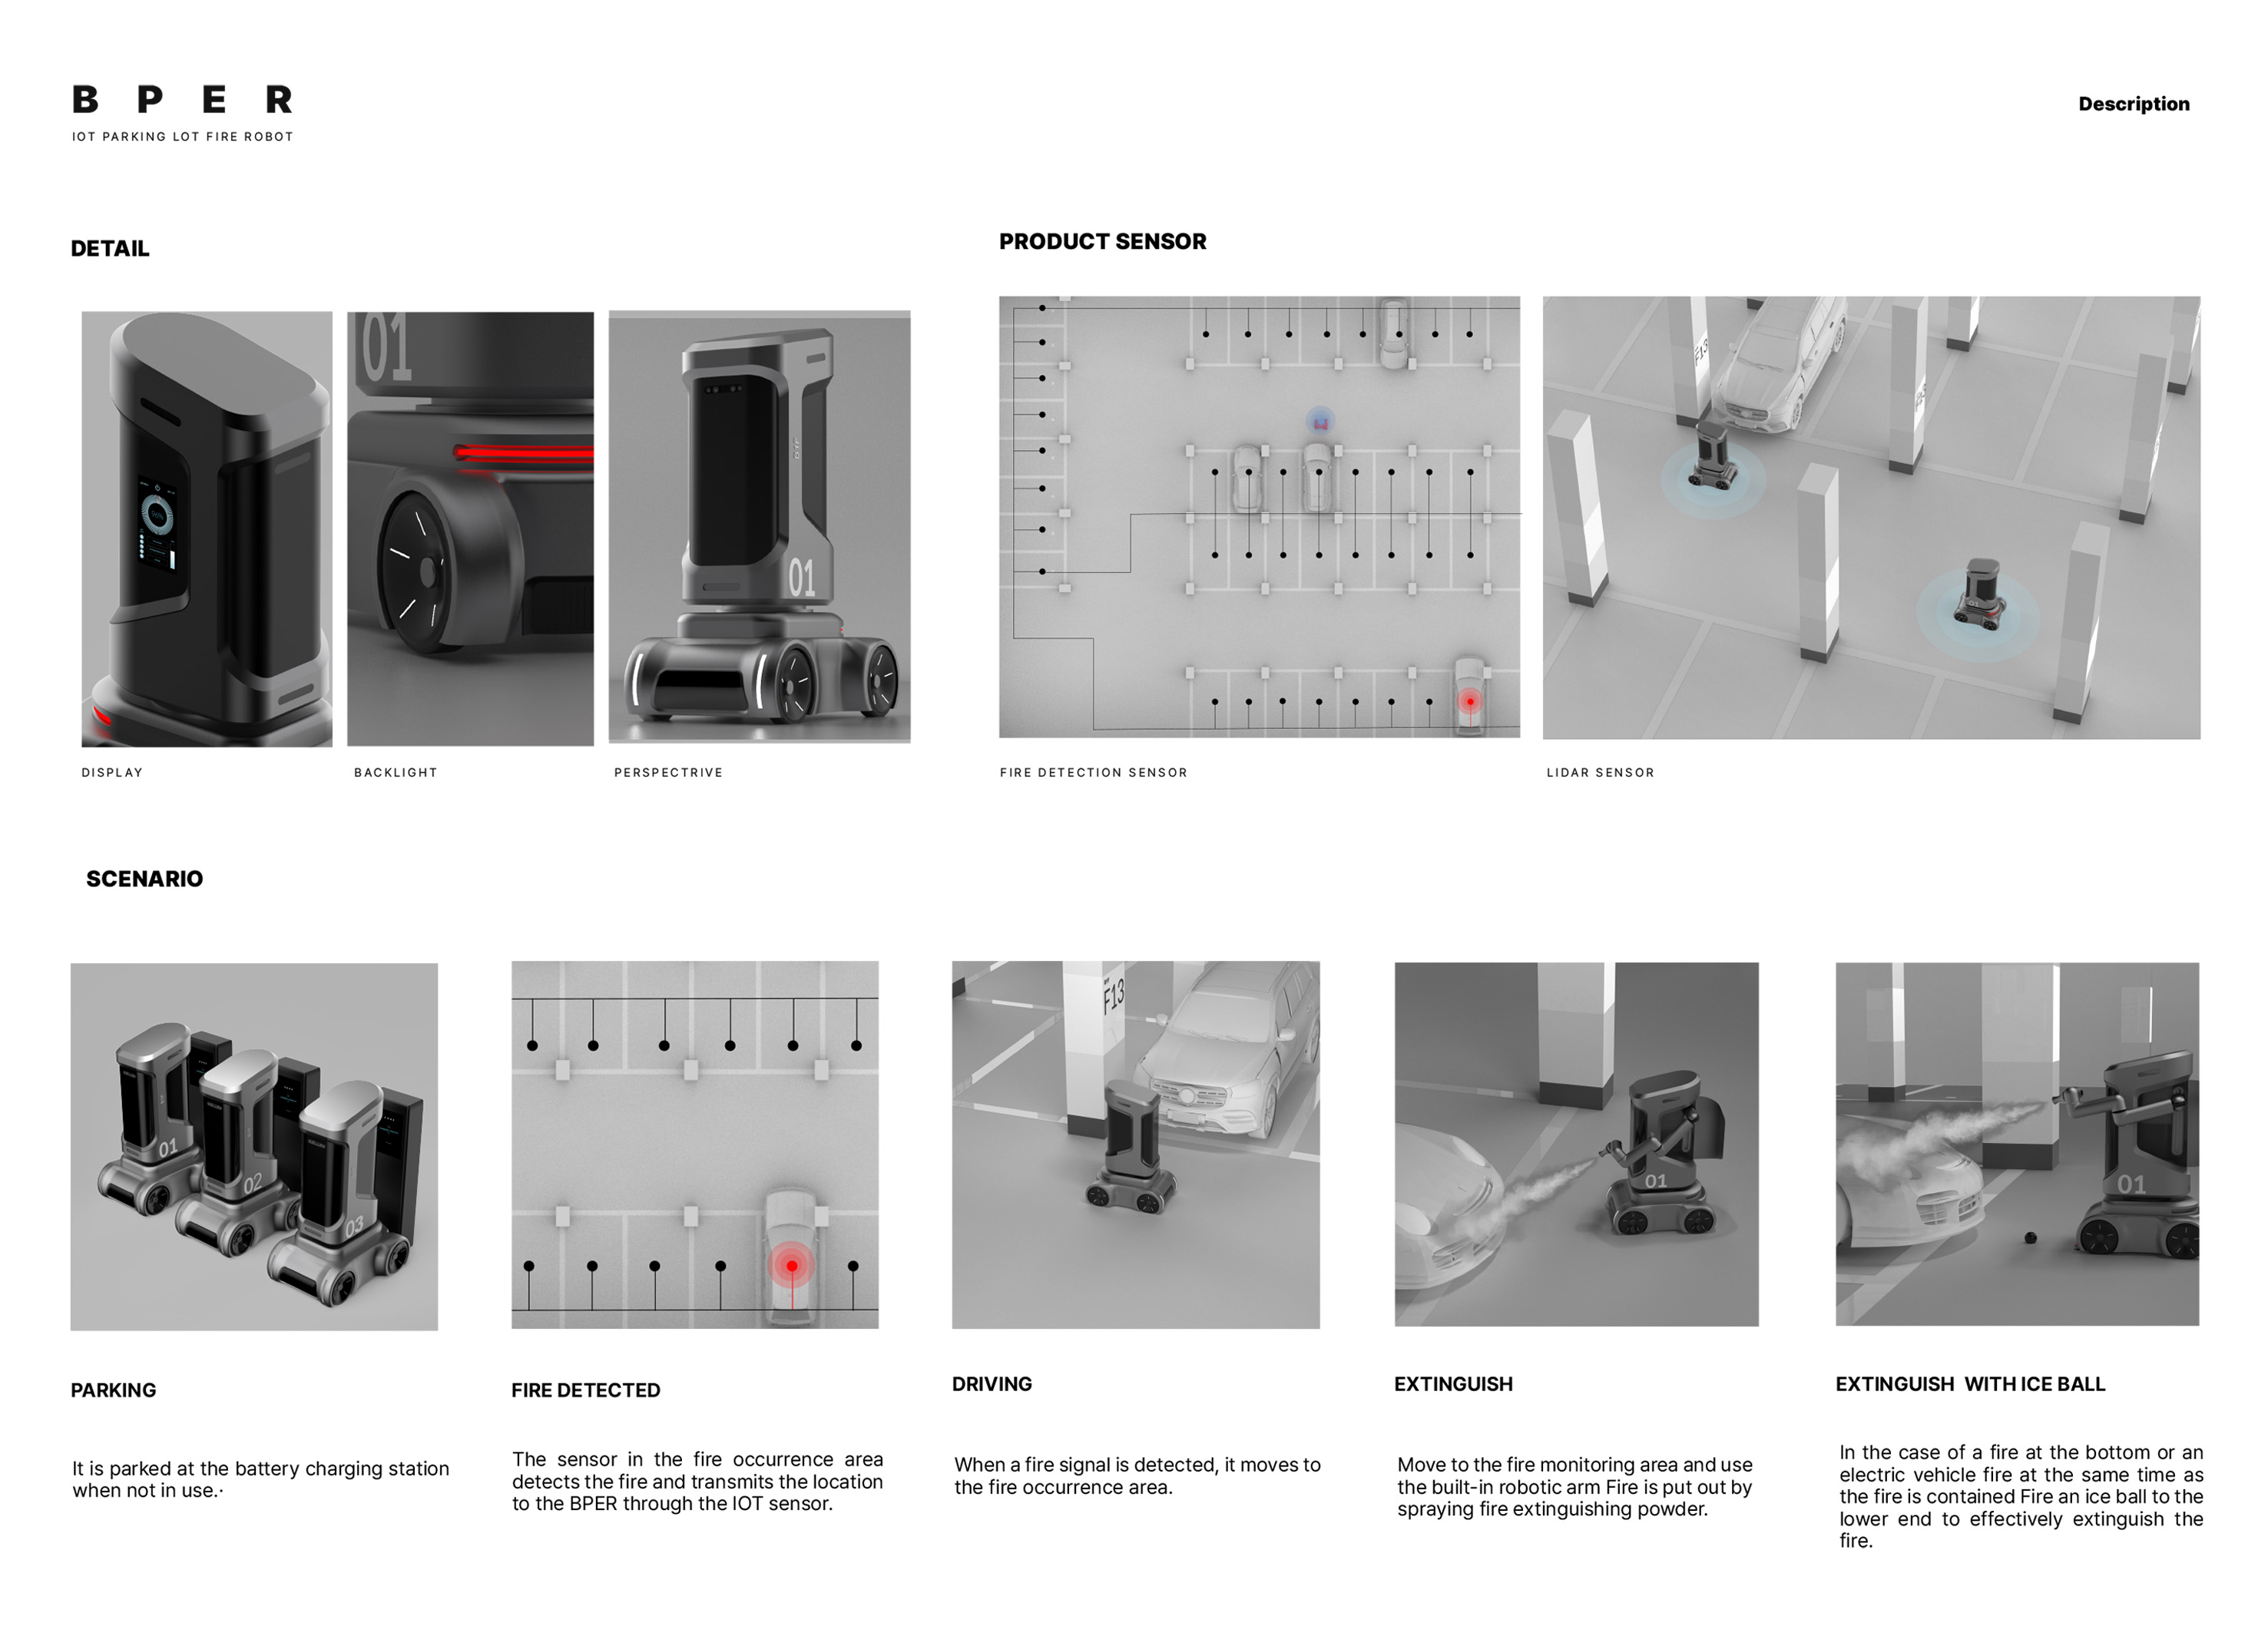 B P E R
IOT PARKING LOT FIRE ROBOT
Description
DETAIL
PRODUCT SENSOR
01
01
F13
01
DISPLAY
BACKLIGHT
PERSPECTRIVE
FIRE DETECTION SENSOR
LIDAR SENSOR
SCENARIO
01
02
03
F13
01
01
PARKING
It is parked at the battery charging station
when not in use.·
FIRE DETECTED
The sensor in the fire occurrence area
detects the fire and transmits the location
to the BPER through the IOT sensor.
DRIVING
When a fire signal is detected, it moves to
the fire occurrence area.
EXTINGUISH
Move to the fire monitoring area and use
the built-in robotic arm Fire is put out by
spraying fire extinguishing powder.
EXTINGUISH WITH ICE BALL
In the case of a fire at the bottom or an
electric vehicle fire at the same time as
the fire is contained Fire an ice ball to the
lower end to effectively extinguish the
fire.